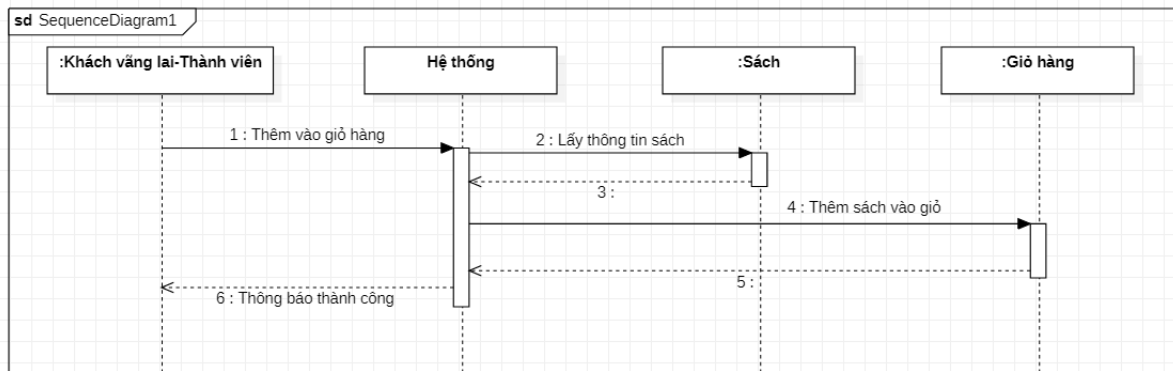 sd SequenceDiagram1
:Khách vãng lai-Thành viên
Hệ thống
:Sách
:Giỏ hàng
1 : Thêm vào giỏ hàng
2 : Lấy thông tin sách
3 :
4 : Thêm sách vào giỏ
5 :
6 : Thông báo thành công